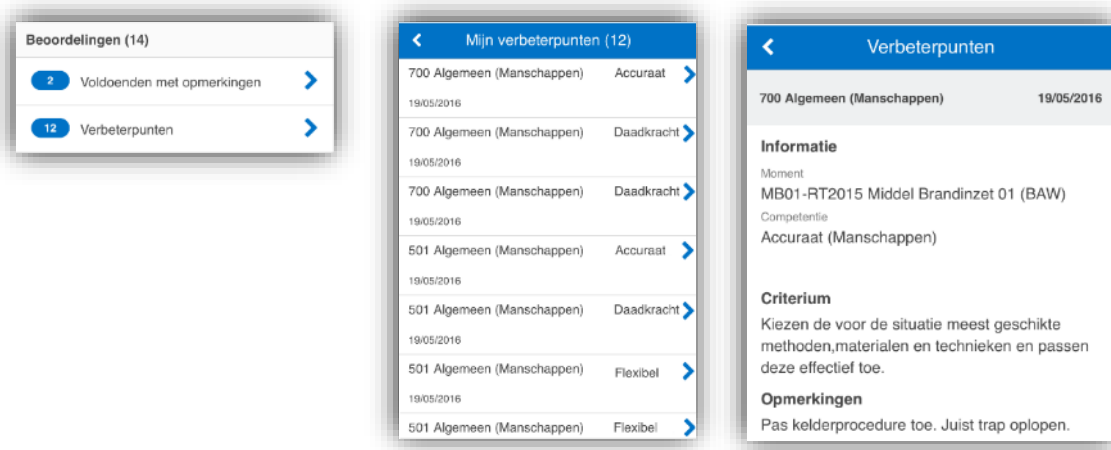 Beoordelingen (14)
2 Voldoenden met opmerkingen
12 Verbeterpunten
Mijn verbeterpunten (12)
700 Algemeen (Manschappen) Accuraat
19/05/2016
700 Algemeen (Manschappen) Daadkracht
19/05/2016
700 Algemeen (Manschappen) Daadkracht
19/05/2016
501 Algemeen (Manschappen) Accuraat
19/05/2016
501 Algemeen (Manschappen) Daadkracht
19/05/2016
501 Algemeen (Manschappen) Flexibel
19/05/2016
501 Algemeen (Manschappen) Flexibel
Verbeterpunten
700 Algemeen (Manschappen) 19/05/2016
Informatie
Moment
MB01-RT2015 Middel Brandinzet 01 (BAW)
Competentie
Accuraat (Manschappen)
Criterium
Kiezen de voor de situatie meest geschikte
methoden,materialen en technieken en passen
deze effectief toe.
Opmerkingen
Pas kelderprocedure toe. Juist trap oplopen.